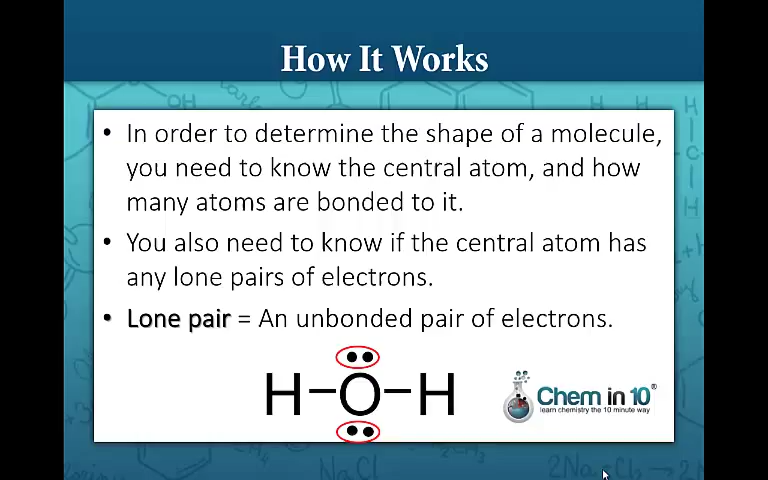 How It Works
• In order to determine the shape of a molecule,
you need to know the central atom, and how
many atoms are bonded to it.
• You also need to know if the central atom has
any lone pairs of electrons.
• Lone pair = An unbonded pair of electrons.
H–O–H
Chem in 10®
learn chemistry the 10 minute way
OH
NaCl